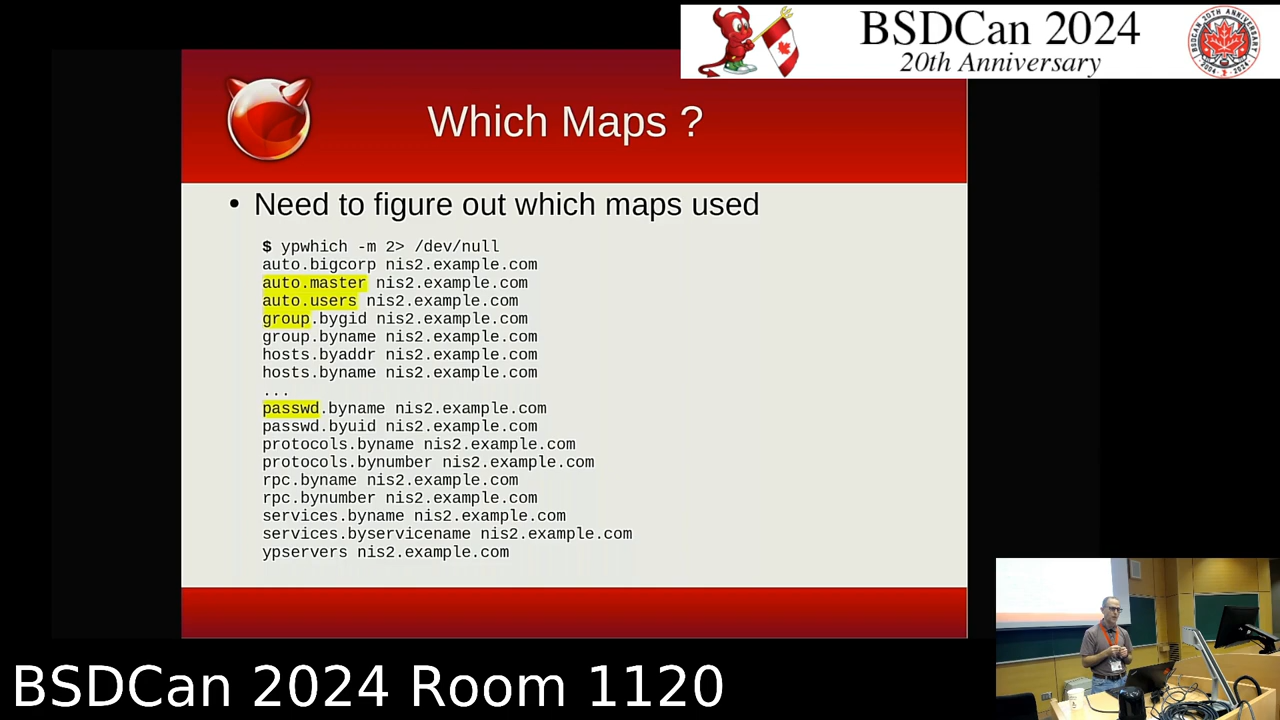 BSDCan 2024
20th Anniversary
Which Maps ?
• Need to figure out which maps used
$ ypwhich -m 2> /dev/null
auto.bigcorp nis2.example.com
auto.master nis2.example.com
auto.users nis2.example.com
group.bygid nis2.example.com
group.byname nis2.example.com
hosts.byaddr nis2.example.com
hosts.byname nis2.example.com
...
passwd.byname nis2.example.com
passwd.byuid nis2.example.com
protocols.byname nis2.example.com
protocols.bynumber nis2.example.com
rpc.byname nis2.example.com
rpc.bynumber nis2.example.com
services.byname nis2.example.com
services.byservicename nis2.example.com
ypservers nis2.example.com
BSDCan 2024 Room 1120